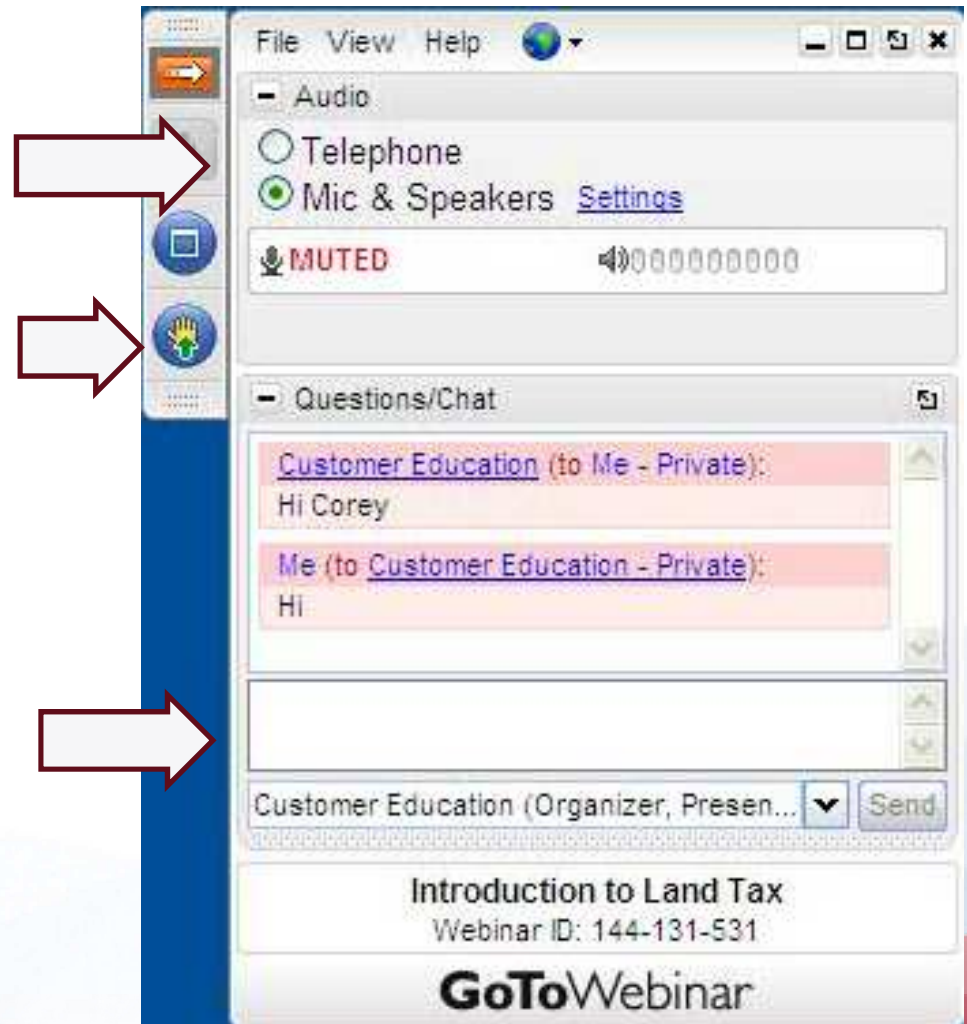 File View Help
Audio
Telephone
Mic & Speakers Settings
MUTED
Questions/Chat
Customer Education (to Me - Private):
Hi Corey
Me (to Customer Education - Private):
Hi
Customer Education (Organizer, Presen... Send
Introduction to Land Tax
Webinar ID: 144-131-531
GoToWebinar